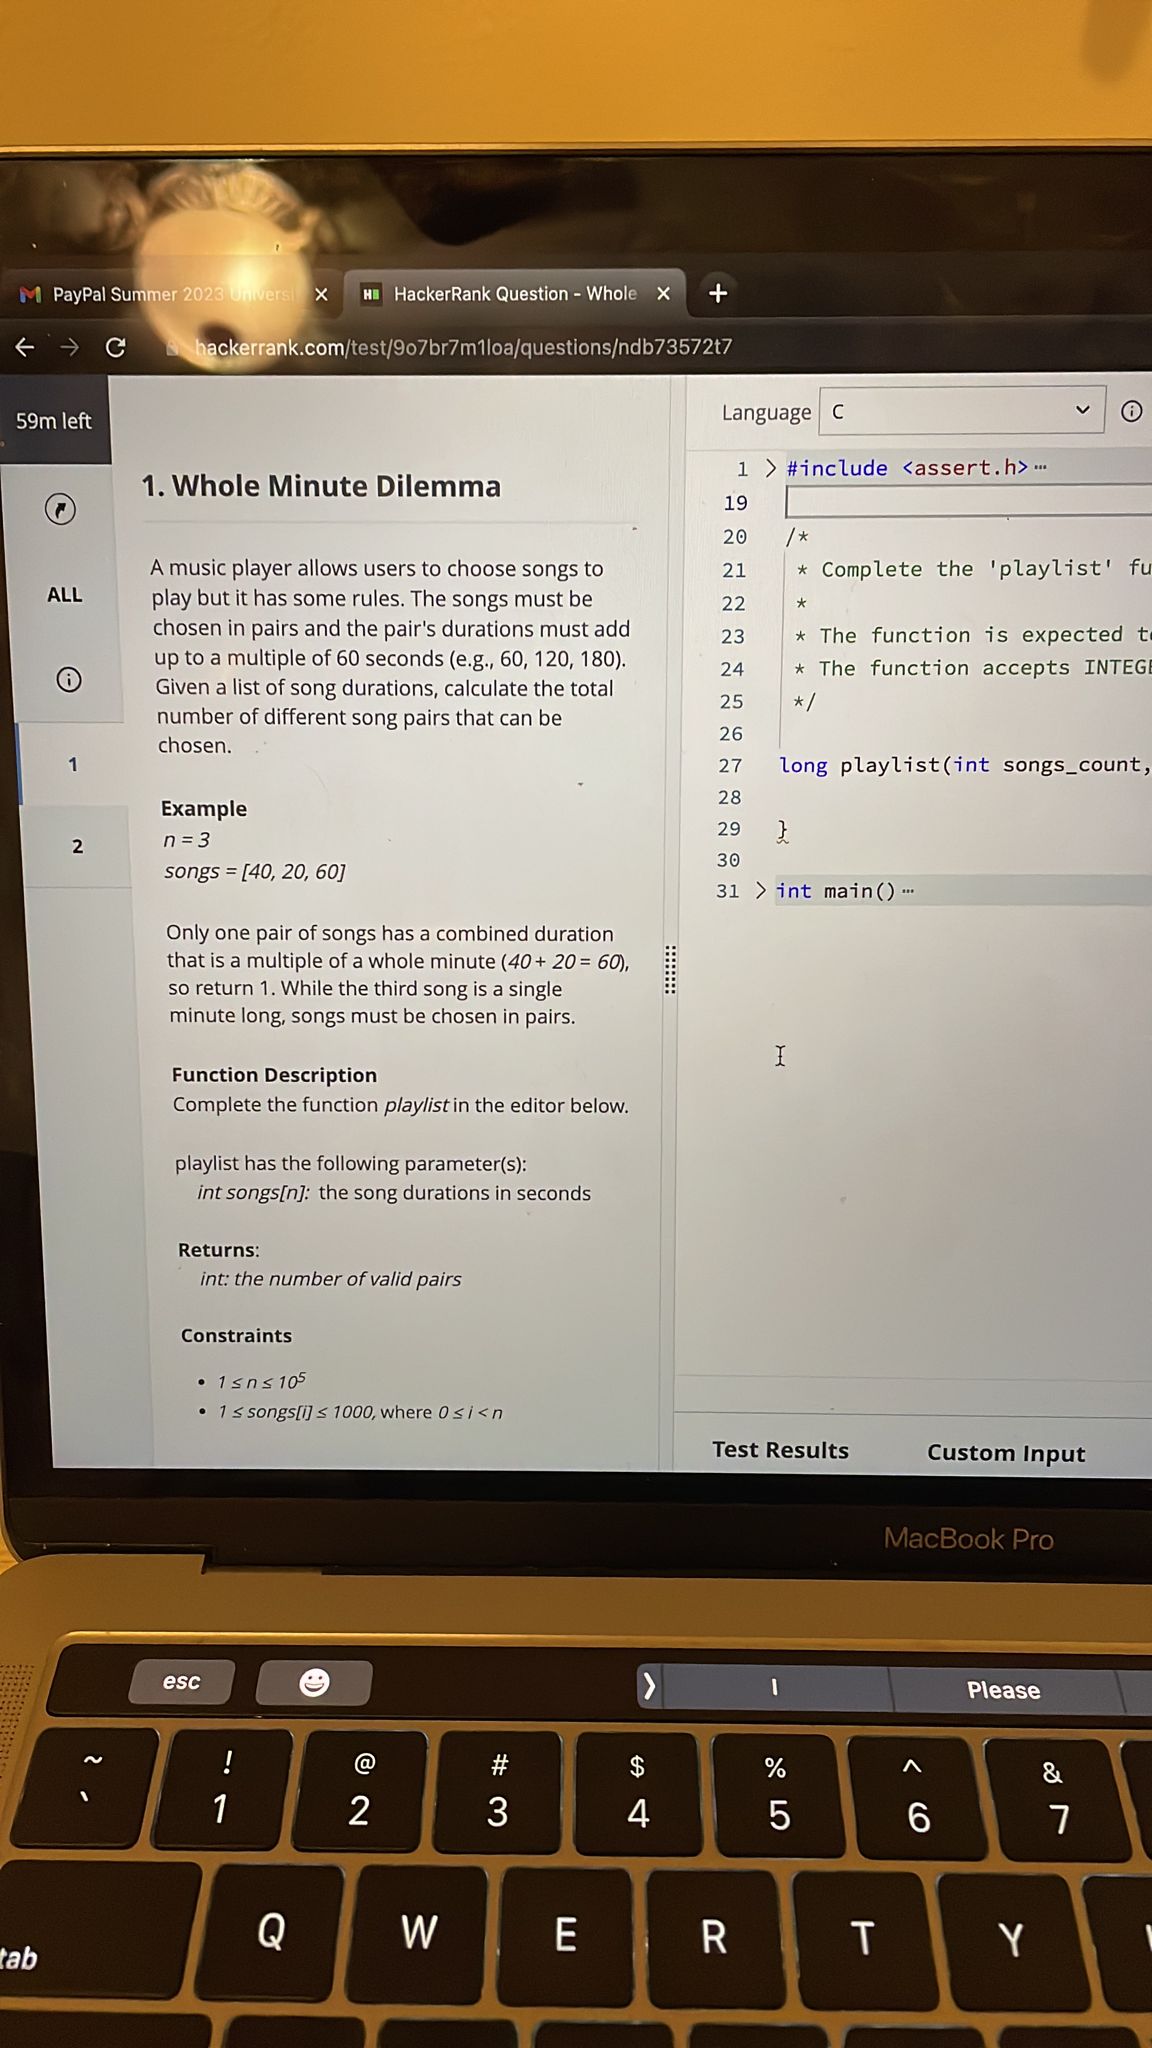 PayPal Summer 2023 Universi
HackerRank Question - Whole
hackerrank.com/test/9o7br7m1loa/questions/ndb73572t7
59m left
ALL
1
2
1. Whole Minute Dilemma
A music player allows users to choose songs to
play but it has some rules. The songs must be
chosen in pairs and the pair's durations must add
up to a multiple of 60 seconds (e.g., 60, 120, 180).
Given a list of song durations, calculate the total
number of different song pairs that can be
chosen.
Example
n = 3
songs = [40, 20, 60]
Only one pair of songs has a combined duration
that is a multiple of a whole minute (40 + 20 = 60),
so return 1. While the third song is a single
minute long, songs must be chosen in pairs.
Function Description
Complete the function playlist in the editor below.
playlist has the following parameter(s):
int songs[n]: the song durations in seconds
Returns:
int: the number of valid pairs
Constraints
• 1 ≤ n ≤ 10⁵
• 1 ≤ songs[i] ≤ 1000, where 0 ≤ i < n
Language C
1 > #include <assert.h>⋯
19
20 /*
21 * Complete the 'playlist' fu
22 *
23 * The function is expected t
24 * The function accepts INTEGE
25 */
26
27 long playlist(int songs_count,
28
29 }
30
31 > int main()⋯
Test Results Custom Input
MacBook Pro
esc I Please
~ ! @ # $ % ^ &
` 1 2 3 4 5 6 7
tab Q W E R T Y